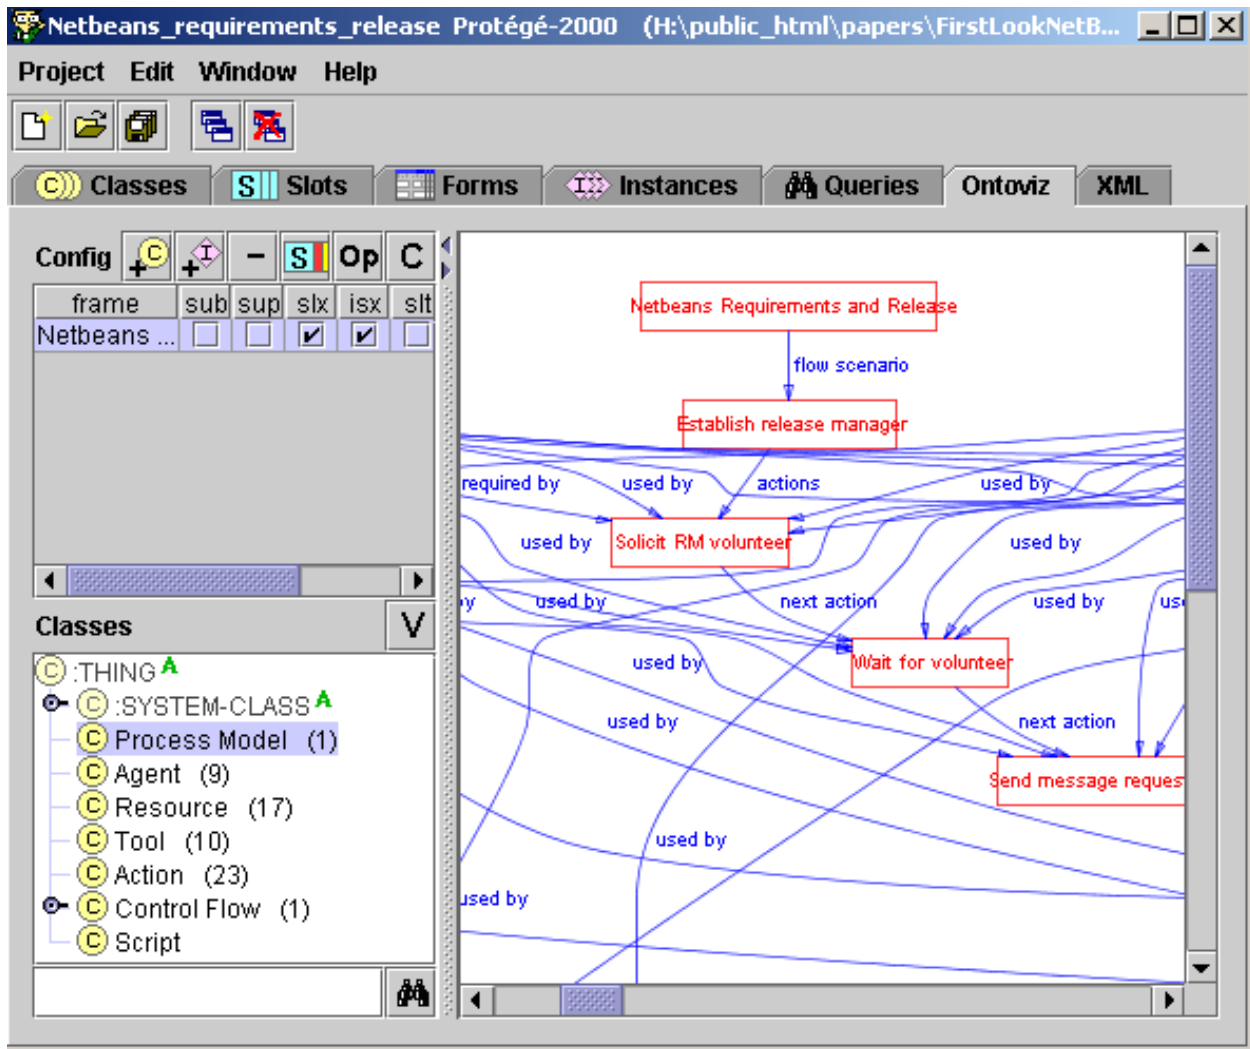 Netbeans_requirements_release Protégé-2000 (H:\public_html\papers\FirstLookNetB...
Project Edit Window Help
C Classes S Slots Forms I Instances Queries Ontoviz XML
Config C I – S Op C
frame sub sup slx isx slt
Netbeans ...
Classes V
C :THING A
C :SYSTEM-CLASS A
C Process Model (1)
C Agent (9)
C Resource (17)
C Tool (10)
C Action (23)
C Control Flow (1)
C Script
Netbeans Requirements and Release
flow scenario
Establish release manager
required by used by actions used by
used by Solicit RM volunteer used by
by used by next action used by us
used by Wait for volunteer
used by next action
Send message reques
used by
used by